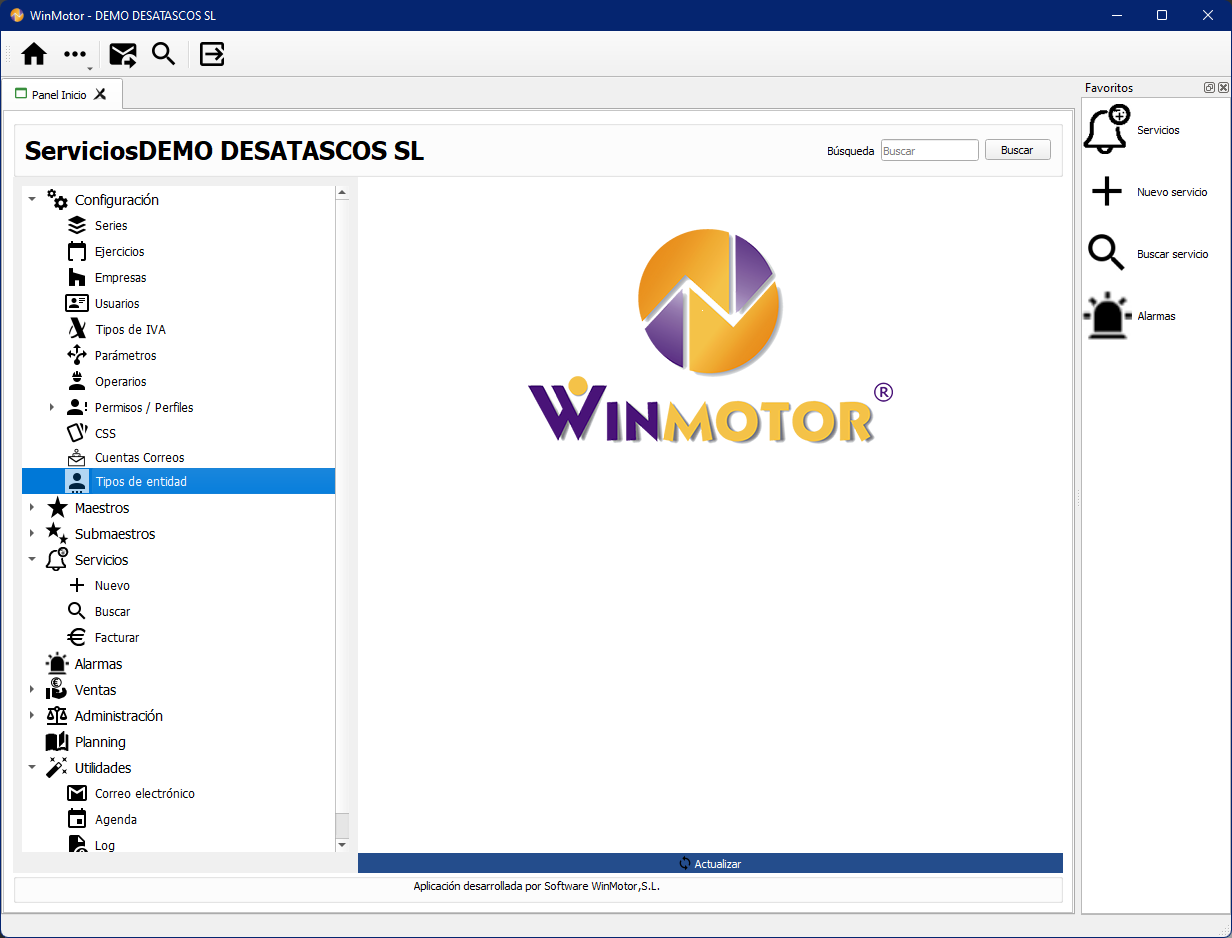 WinMotor - DEMO DESATASCOS SL
Panel Inicio
ServiciosDEMO DESATASCOS SL
Búsqueda
Buscar
Buscar
Configuración
Series
Ejercicios
Empresas
Usuarios
Tipos de IVA
Parámetros
Operarios
Permisos / Perfiles
CSS
Cuentas Correos
Tipos de entidad
Maestros
Submaestros
Servicios
Nuevo
Buscar
Facturar
Alarmas
Ventas
Administración
Planning
Utilidades
Correo electrónico
Agenda
Log
WINMOTOR ®
Actualizar
Aplicación desarrollada por Software WinMotor,S.L.
Favoritos
Servicios
Nuevo servicio
Buscar servicio
Alarmas